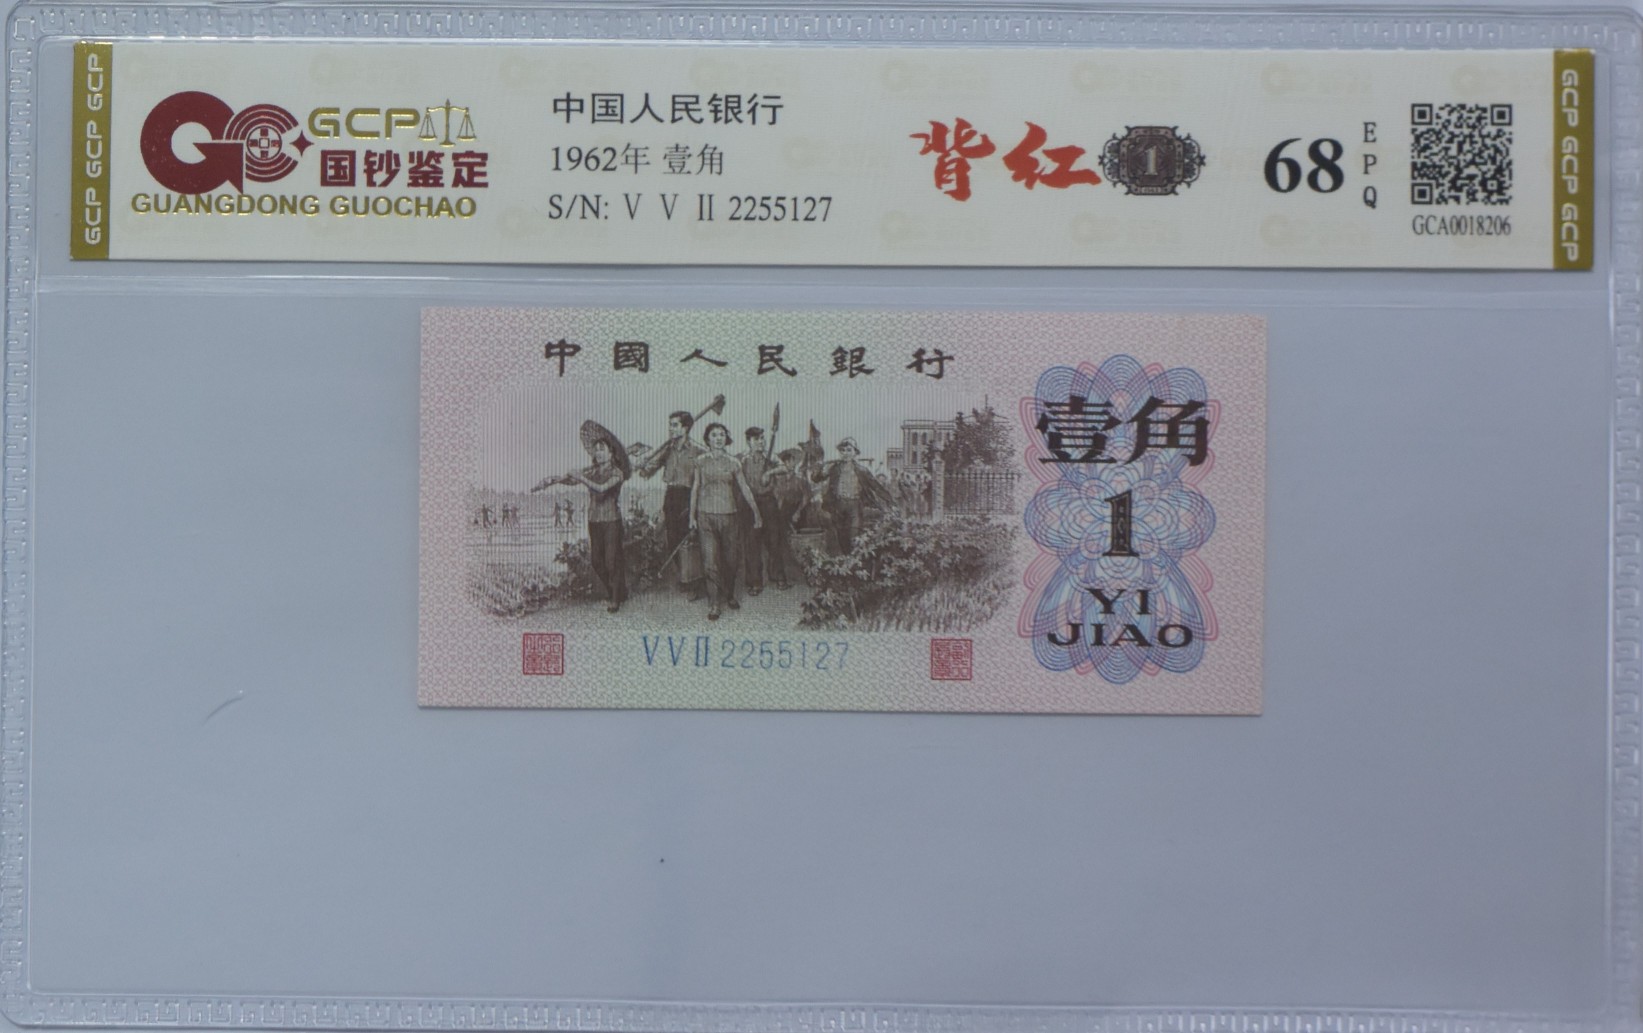 GCP GCP GCP
GCP
国钞鉴定
GUANGDONG GUOCHAO
中国人民银行
1962年 壹角
S/N: V V II 2255127
背红
1
68
E
P
Q
GCA0018206
GCP GCP GCP
中國人民銀行
壹角
1
YI
JIAO
V V II 2255127